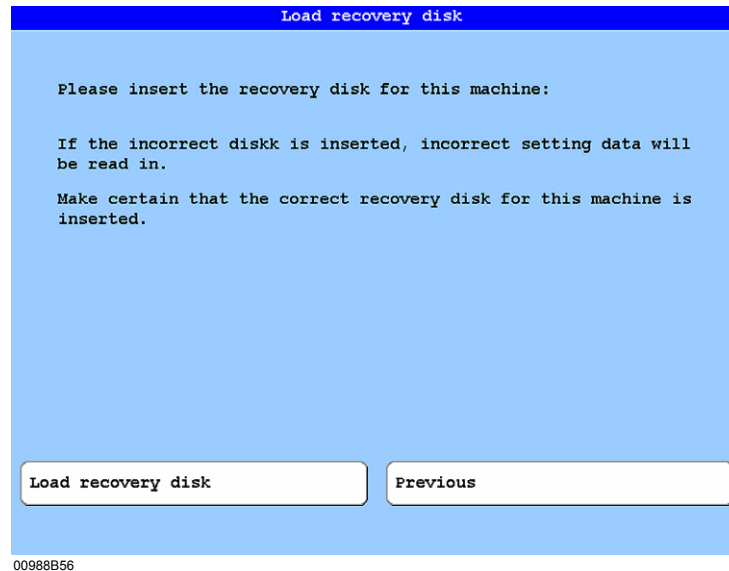 Load recovery disk
Please insert the recovery disk for this machine:
If the incorrect diskk is inserted, incorrect setting data will
be read in.
Make certain that the correct recovery disk for this machine is
inserted.
Load recovery disk
Previous
00988B56